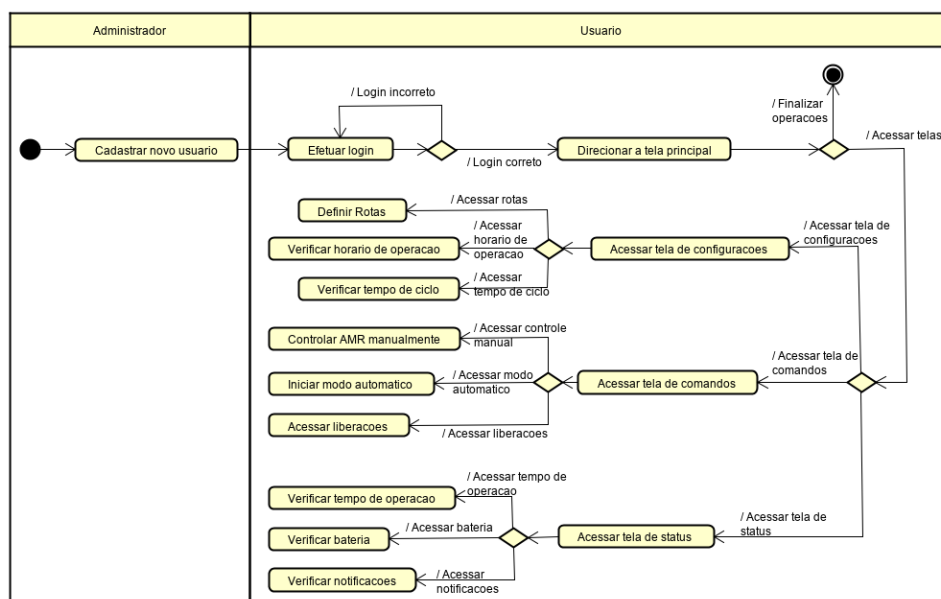 Administrador
Usuario
/ Login incorreto
/ Finalizar
operacoes
/ Acessar telas
Cadastrar novo usuario
Efetuar login
/ Login correto
Direcionar a tela principal
/ Acessar rotas
Definir Rotas
/ Acessar
horario de
operacao
Verificar horario de operacao
/ Acessar
tempo de ciclo
Verificar tempo de ciclo
Acessar tela de configuracoes
/ Acessar tela de
configuracoes
/ Acessar controle
manual
Controlar AMR manualmente
/ Acessar modo
automatico
Iniciar modo automatico
Acessar liberacoes
/ Acessar liberacoes
Acessar tela de comandos
/ Acessar tela de
comandos
/ Acessar tempo de
operacao
Verificar tempo de operacao
/ Acessar bateria
Verificar bateria
/ Acessar
notificacoes
Verificar notificacoes
Acessar tela de status
/ Acessar tela de
status